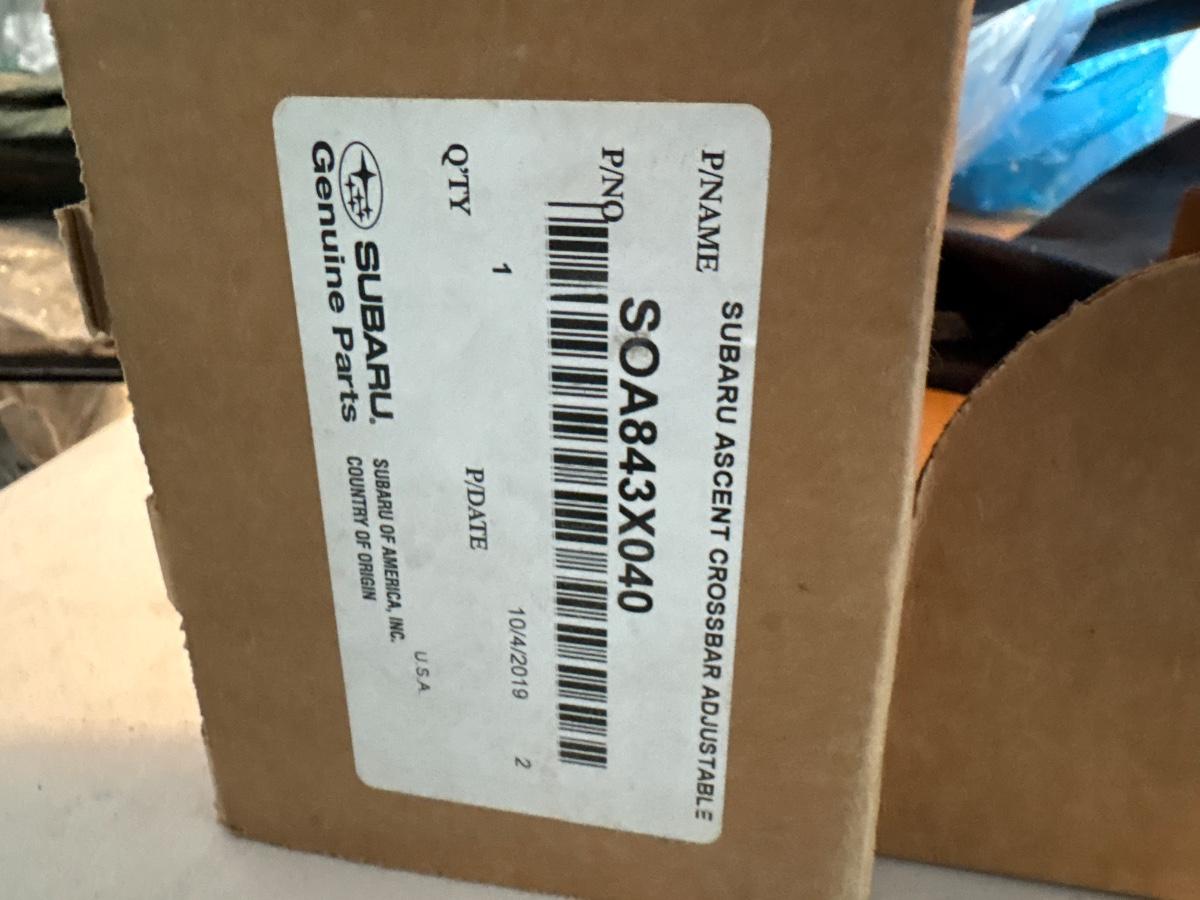 P/NAME
SUBARU ASCENT CROSSBAR ADJUSTABLE
P/NO
SOA843X040
Q'TY
1
P/DATE
10/4/2019
2
SUBARU®
Genuine Parts
SUBARU OF AMERICA, INC.
COUNTRY OF ORIGIN
U.S.A.